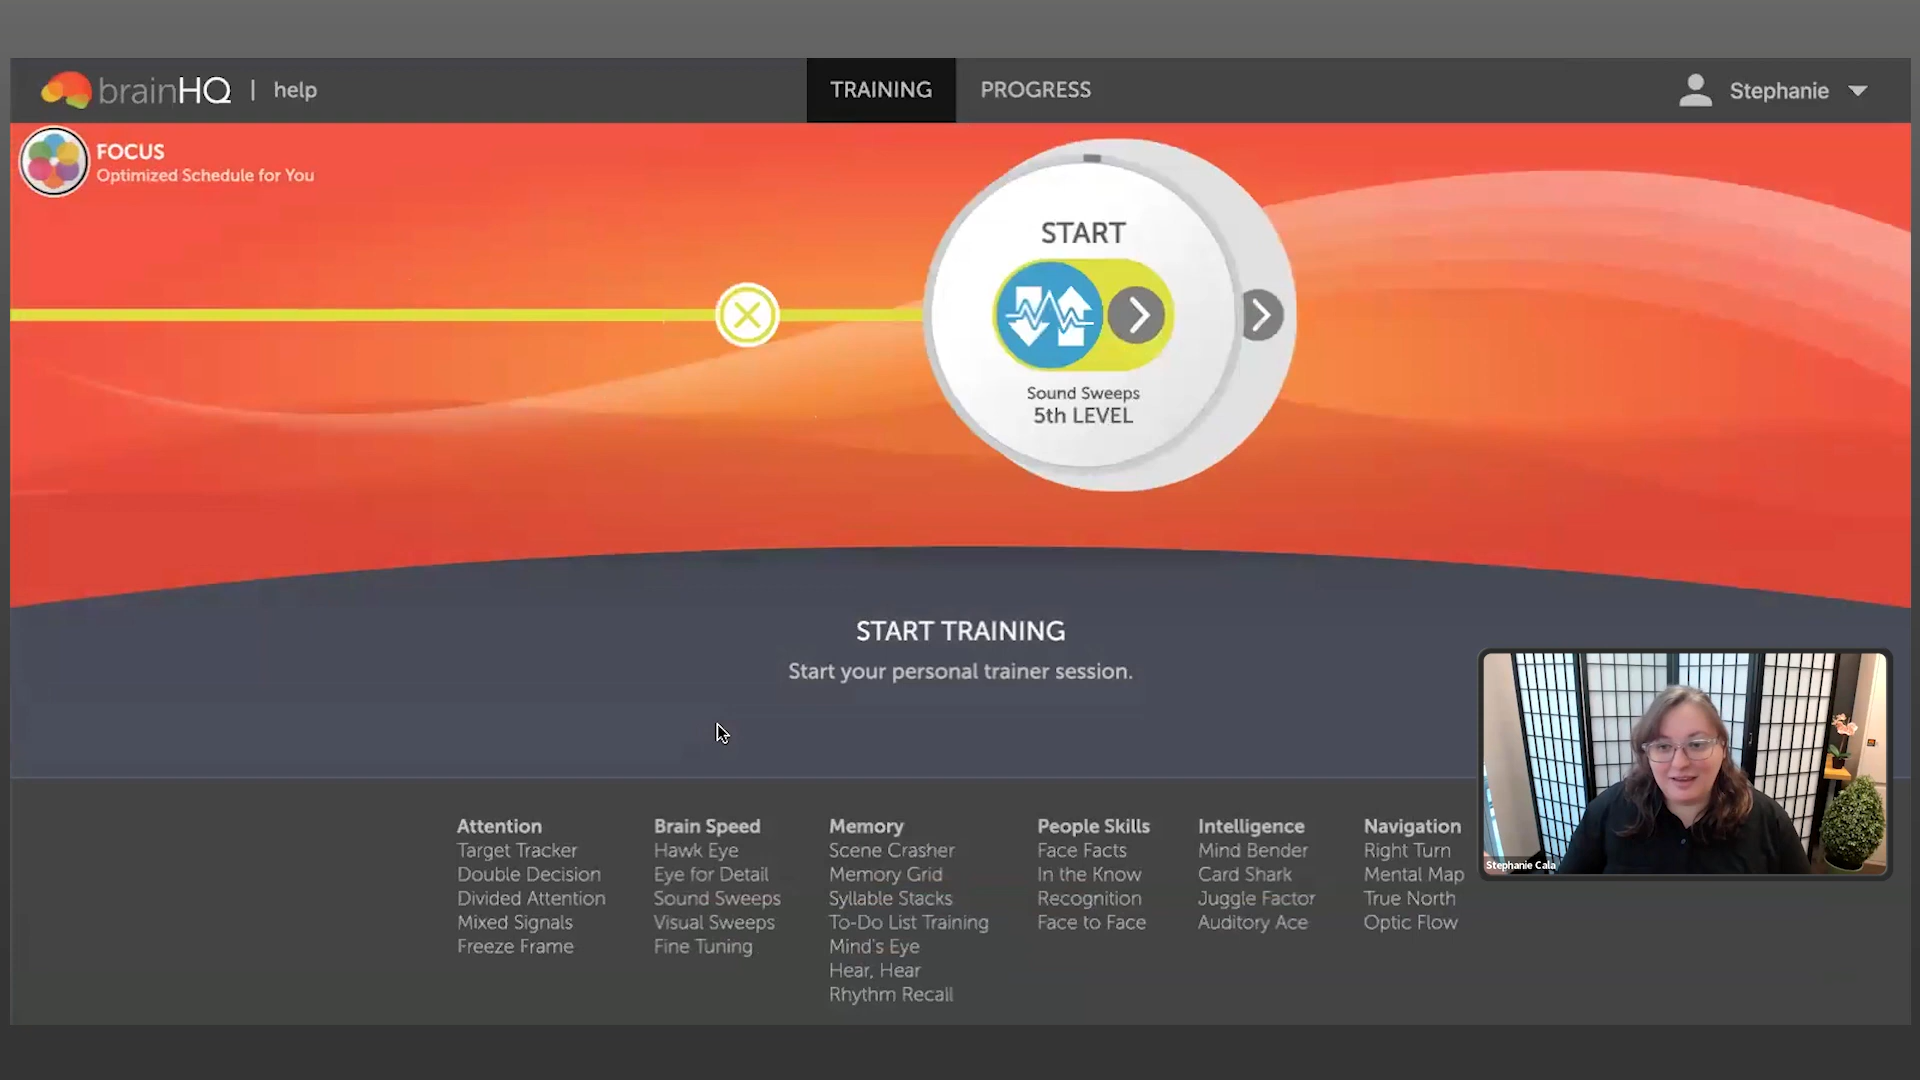 brainHQ | help
TRAINING
PROGRESS
Stephanie
FOCUS
Optimized Schedule for You
START
Sound Sweeps
5th LEVEL
START TRAINING
Start your personal trainer session.
Attention
Target Tracker
Double Decision
Divided Attention
Mixed Signals
Freeze Frame
Brain Speed
Hawk Eye
Eye for Detail
Sound Sweeps
Visual Sweeps
Fine Tuning
Memory
Scene Crasher
Memory Grid
Syllable Stacks
To-Do List Training
Mind's Eye
Hear, Hear
Rhythm Recall
People Skills
Face Facts
In the Know
Recognition
Face to Face
Intelligence
Mind Bender
Card Shark
Juggle Factor
Auditory Ace
Navigation
Right Turn
Mental Map
True North
Optic Flow
Stephanie Cala